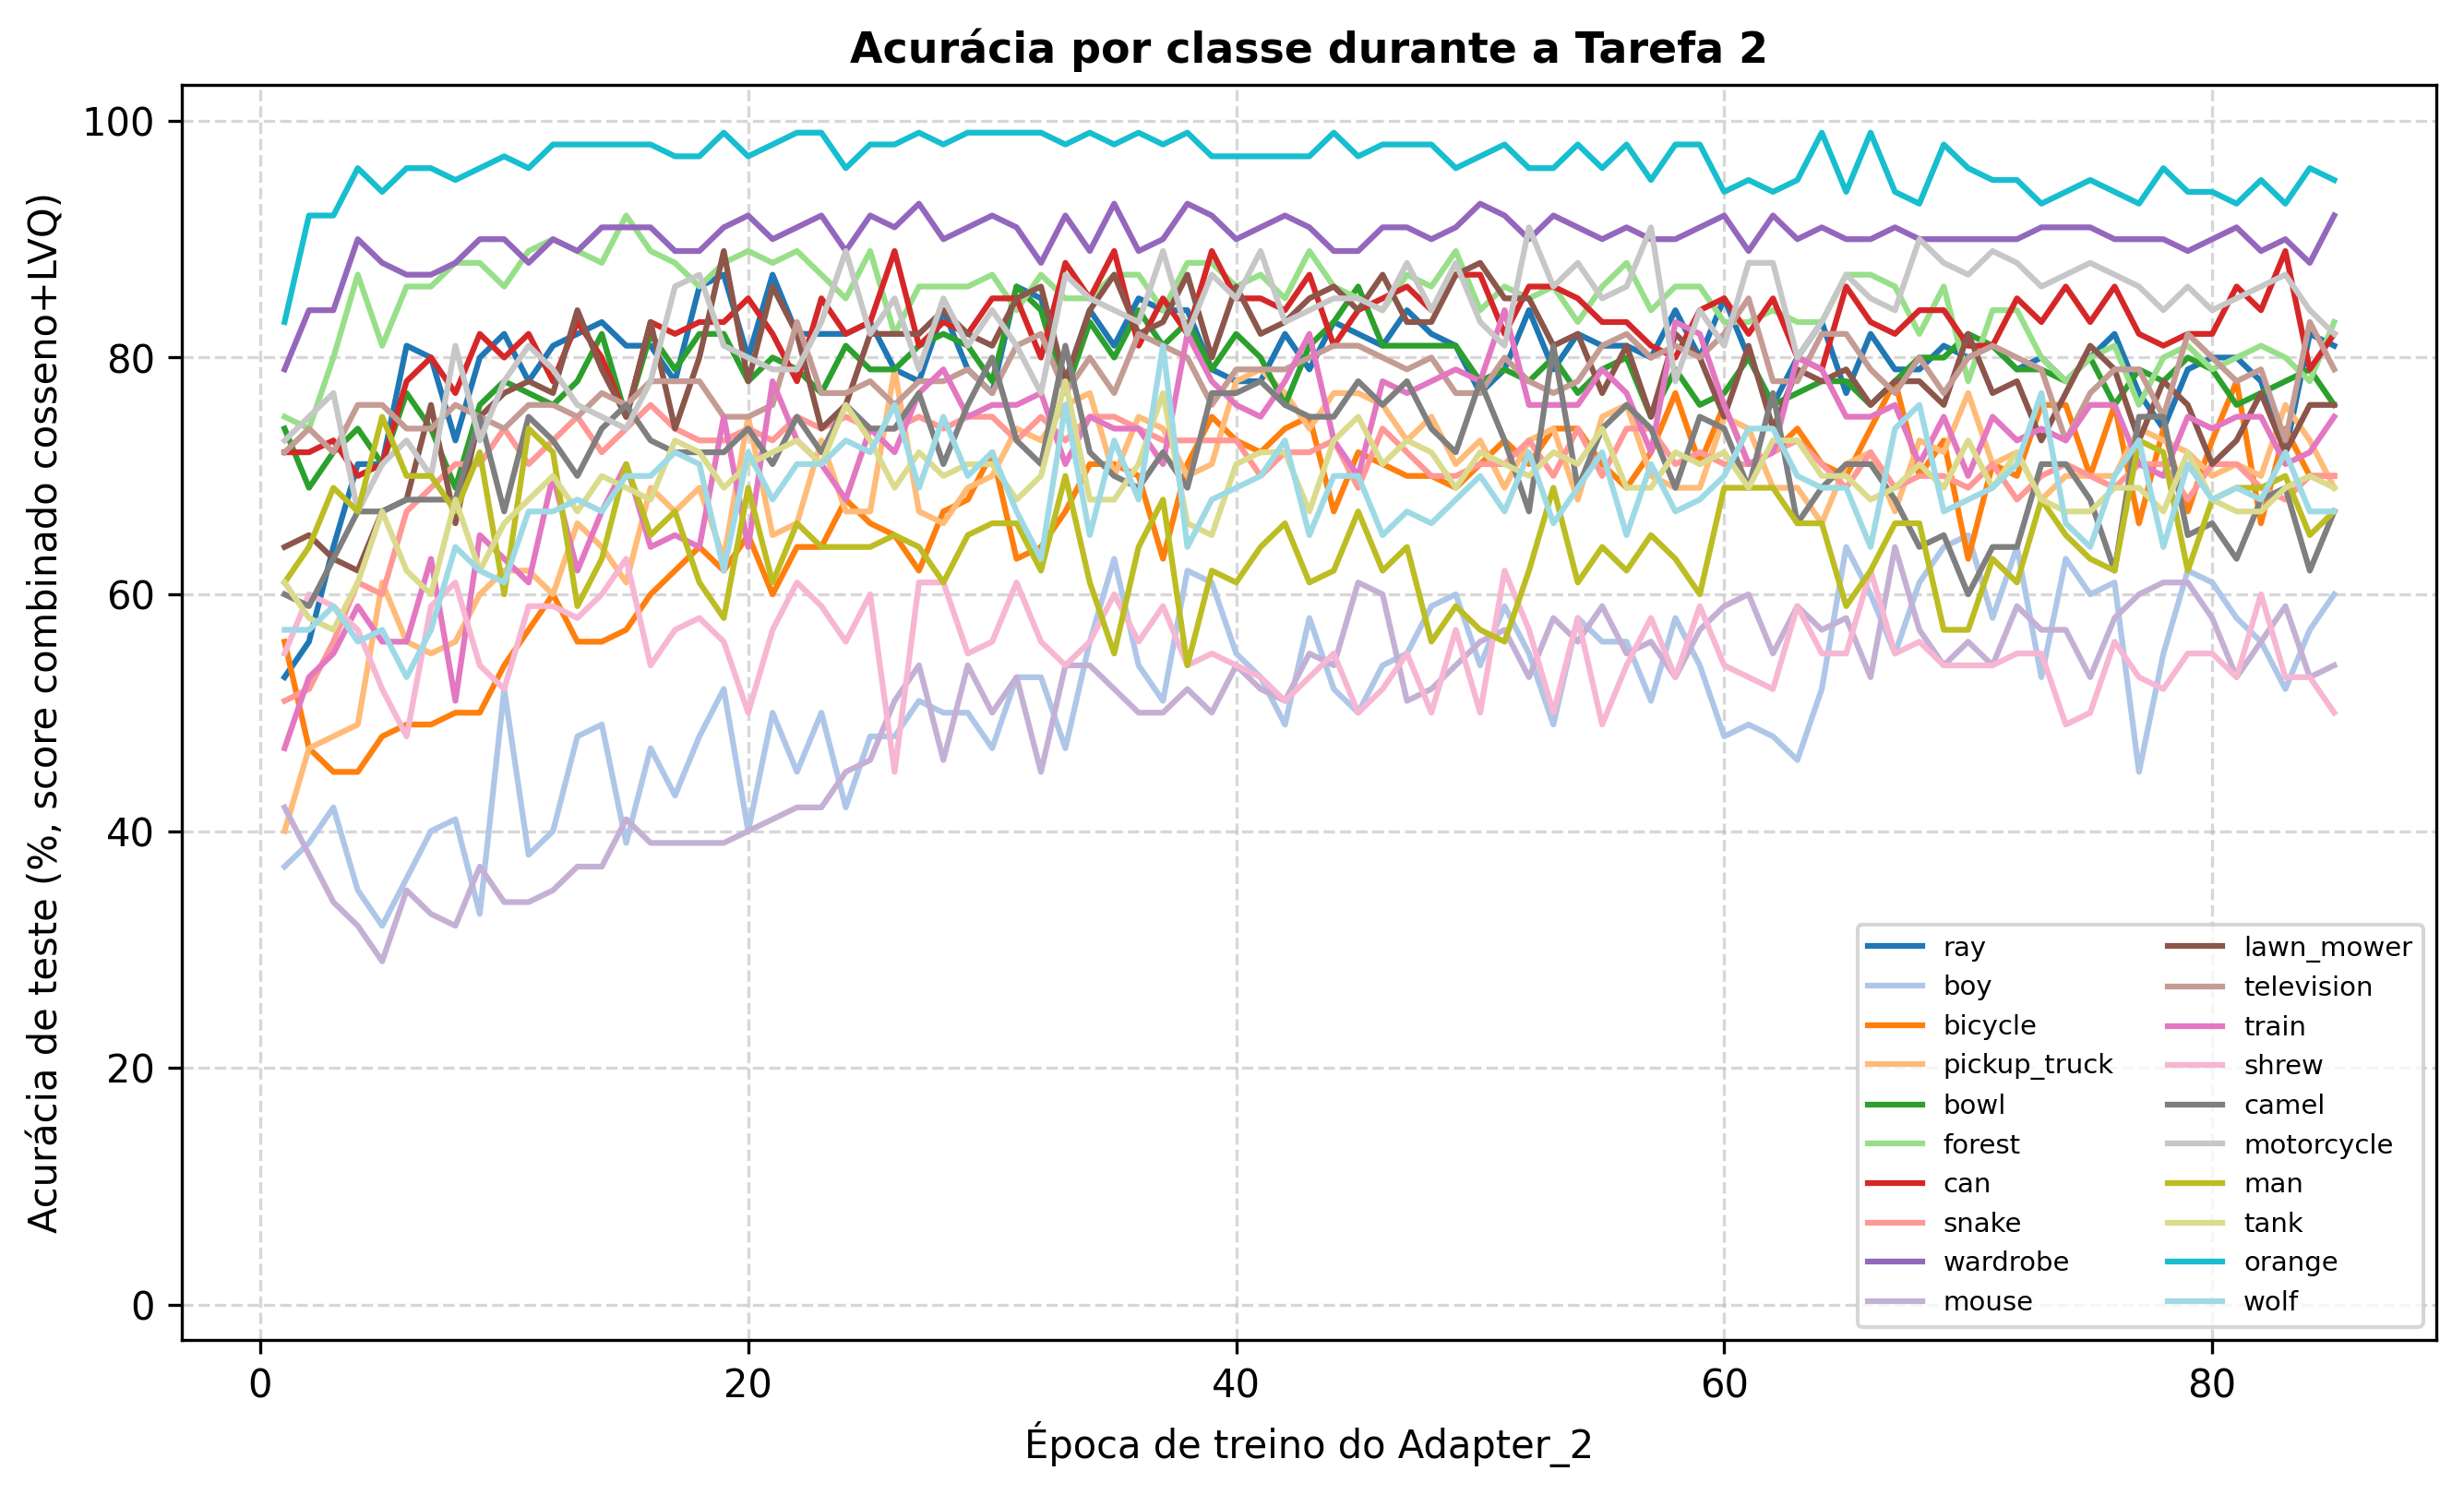 Acurácia por classe durante a Tarefa 2
Acurácia de teste (%, score combinado cosseno+LVQ)
100
80
60
40
20
0
0 20 40 60 80
Época de treino do Adapter_2
ray
boy
bicycle
pickup_truck
bowl
forest
can
snake
wardrobe
mouse
lawn_mower
television
train
shrew
camel
motorcycle
man
tank
orange
wolf